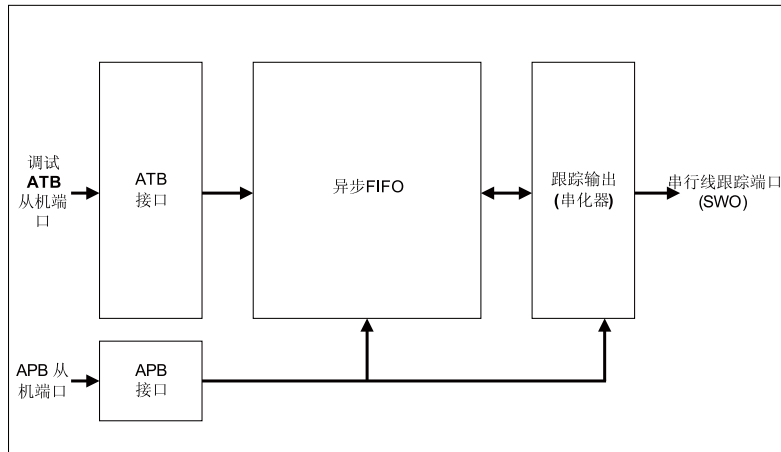 调试
ATB
从机端
口
ATB
接口
异步FIFO
跟踪输出
(串化器)
串行线跟踪端口
(SWO)
APB 从
机端口
APB
接口